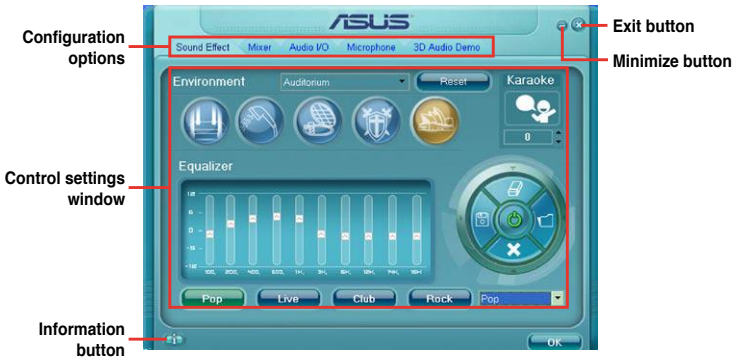 ASUS
Configuration options
Exit button
Minimize button
Sound Effect Mixer Audio I/O Microphone 3D Audio Demo
Environment Auditorium Reset Karaoke
0
Control settings window
Equalizer
Pop Live Club Rock Pop
Information button
OK